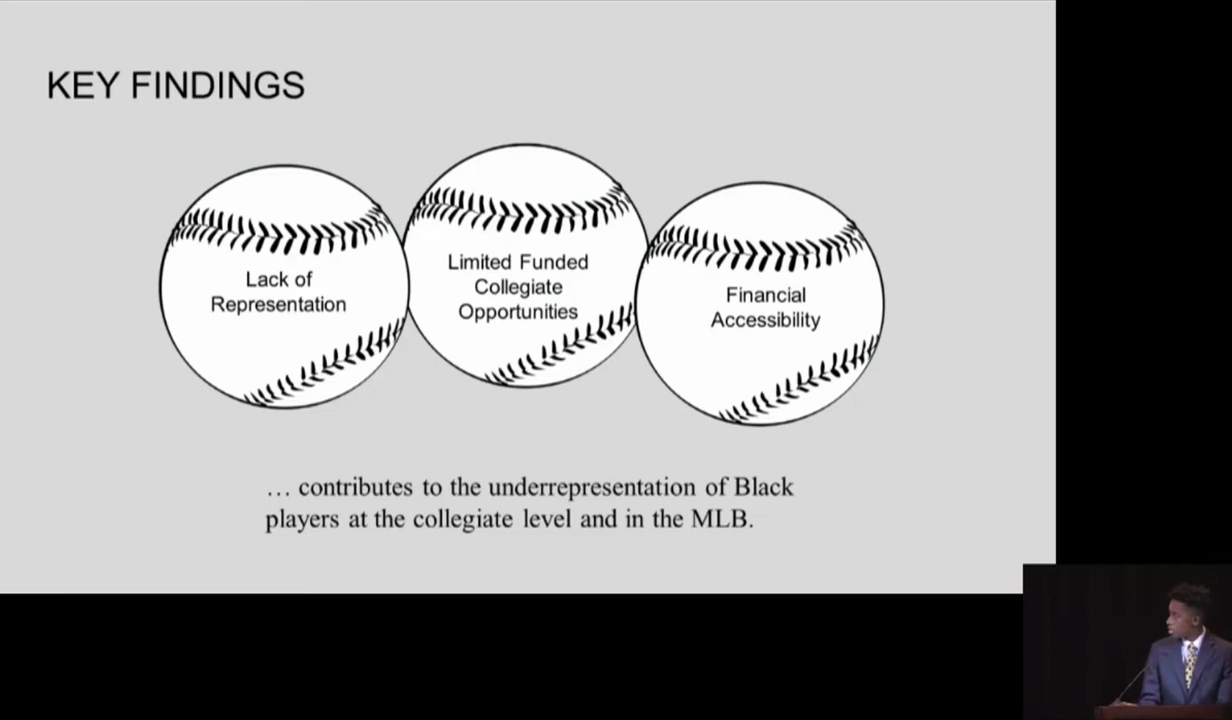 KEY FINDINGS
Lack of
Representation
Limited Funded
Collegiate
Opportunities
Financial
Accessibility
… contributes to the underrepresentation of Black
players at the collegiate level and in the MLB.